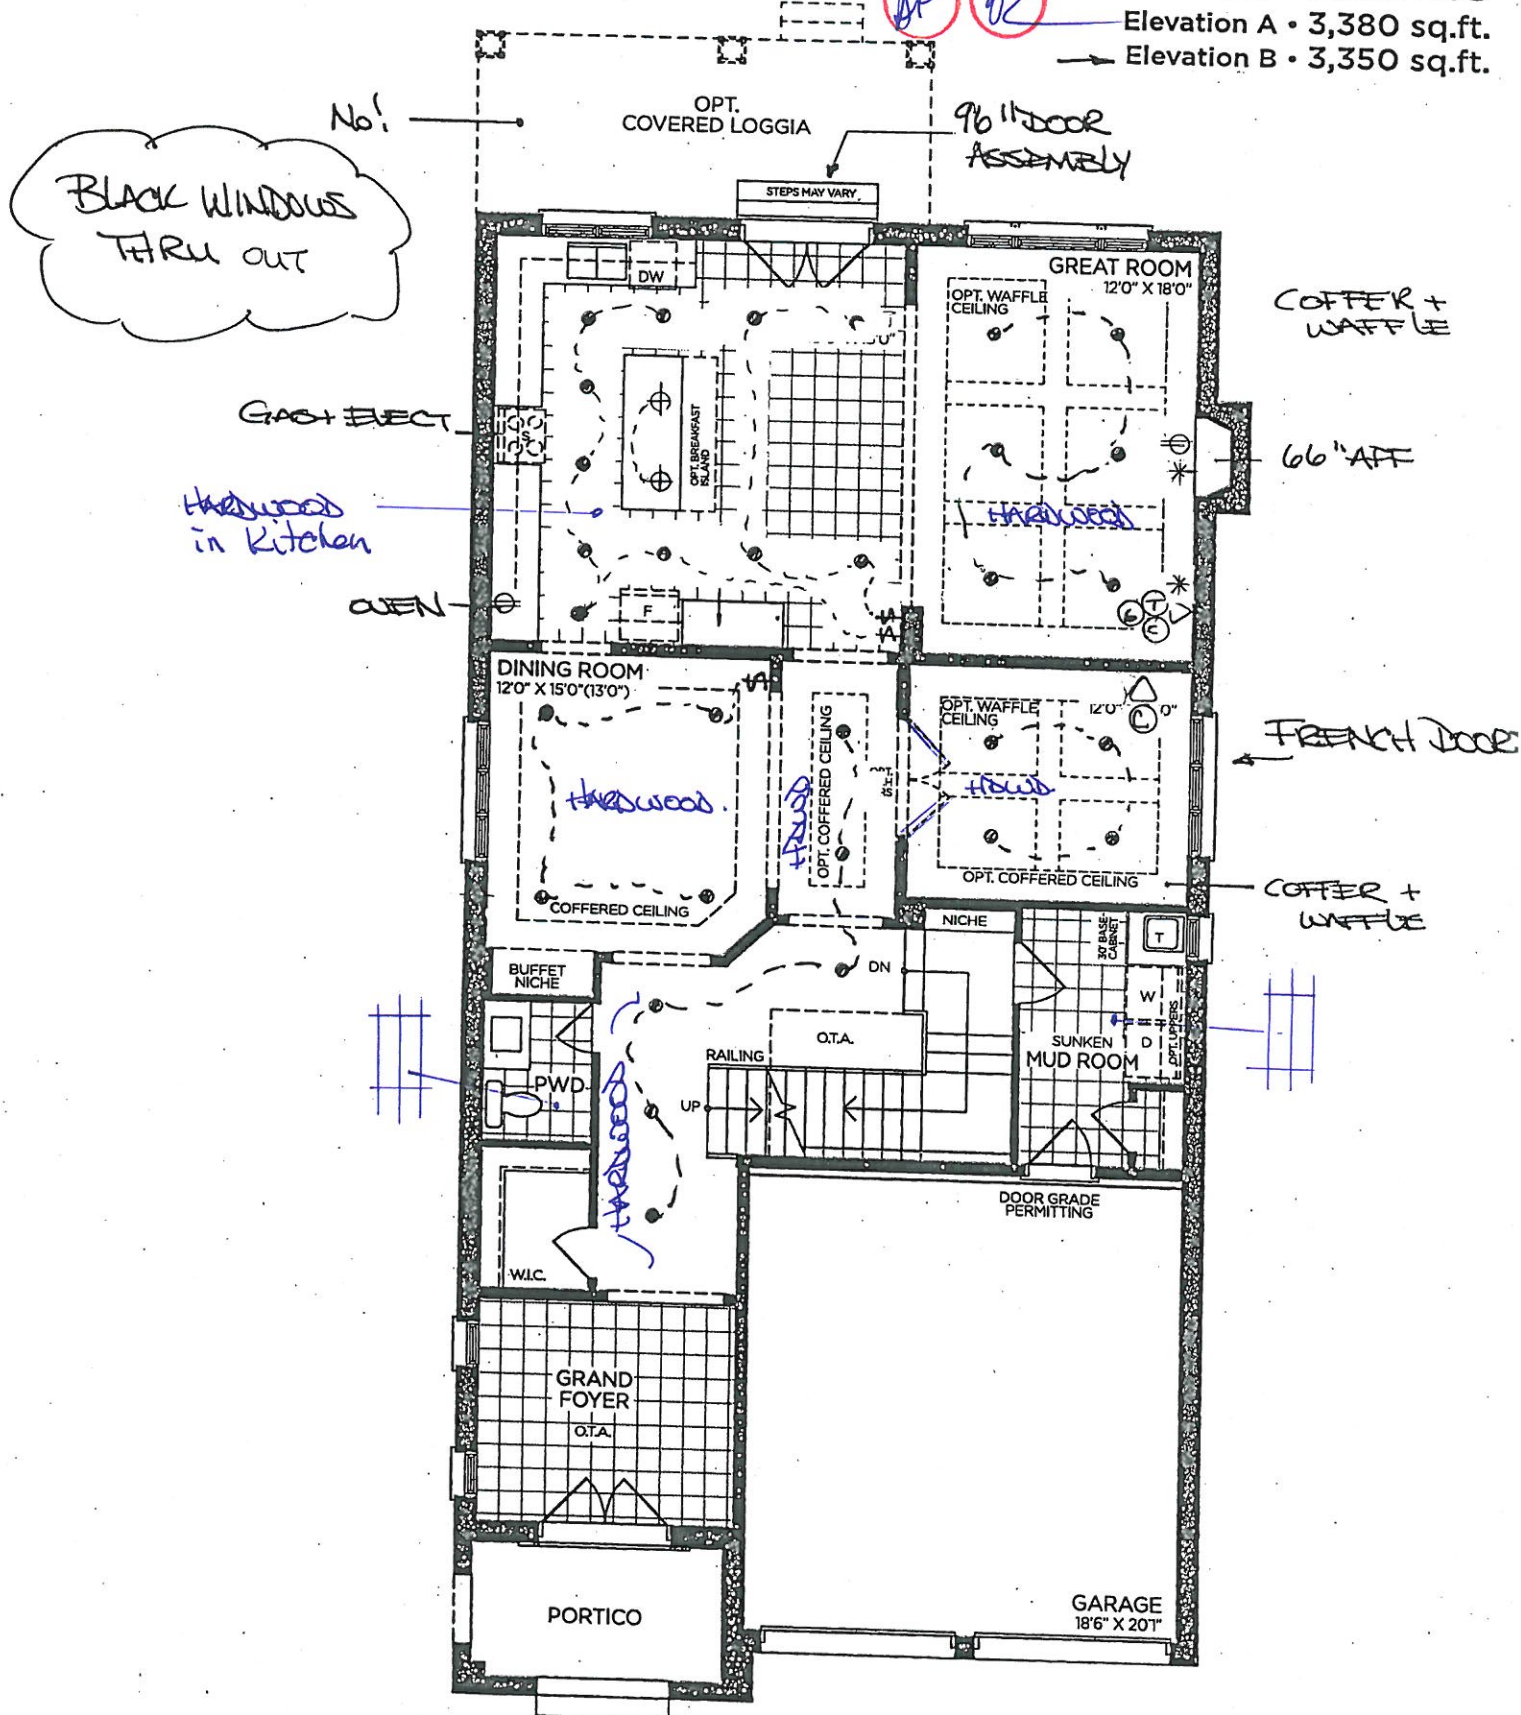 Elevation A • 3,380 sq.ft.
Elevation B • 3,350 sq.ft.
No!
OPT.
COVERED LOGGIA
96" DOOR
ASSEMBLY
BLACK WINDOWS
THRU OUT
STEPS MAY VARY
DW
GREAT ROOM
12'0" X 18'0"
OPT. WAFFLE
CEILING
COFFER +
WAFFLE
GAS + ELECT
S
OPT. BREAKFAST
ISLAND
66" AFF
HARDWOOD
in Kitchen
HARDWOOD
OVEN
F
G
T
C
DINING ROOM
12'0" X 15'0"(13'0")
OPT. WAFFLE
CEILING
12'0"
0"
C
FRENCH DOOR
OPT. COFFERED CEILING
HARDWOOD.
HDWD
HDWD
OPT. COFFERED CEILING
COFFER +
WAFFLE
COFFERED CEILING
NICHE
30" BASE-
CABINET
T
BUFFET
NICHE
DN
W
D
OPT. UPPERS
O.T.A.
SUNKEN
MUD ROOM
RAILING
PWD
UP
HARDWOOD
DOOR GRADE
PERMITTING
W.I.C.
GRAND
FOYER
O.T.A.
PORTICO
GARAGE
18'6" X 20'1"